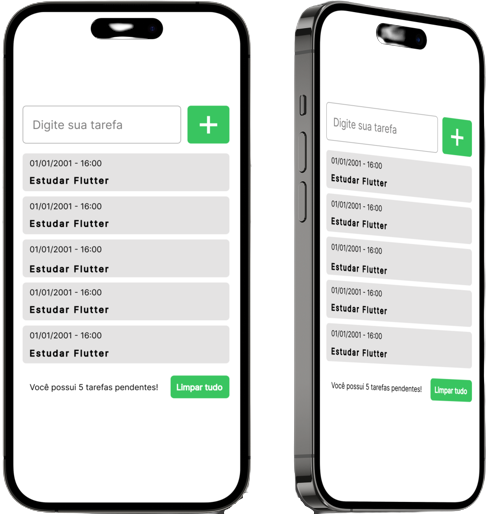 Digite sua tarefa
+
01/01/2001 - 16:00
Estudar Flutter
01/01/2001 - 16:00
Estudar Flutter
01/01/2001 - 16:00
Estudar Flutter
01/01/2001 - 16:00
Estudar Flutter
01/01/2001 - 16:00
Estudar Flutter
Você possui 5 tarefas pendentes!
Limpar tudo
Digite sua tarefa
+
01/01/2001 - 16:00
Estudar Flutter
01/01/2001 - 16:00
Estudar Flutter
01/01/2001 - 16:00
Estudar Flutter
01/01/2001 - 16:00
Estudar Flutter
01/01/2001 - 16:00
Estudar Flutter
Você possui 5 tarefas pendentes!
Limpar tudo